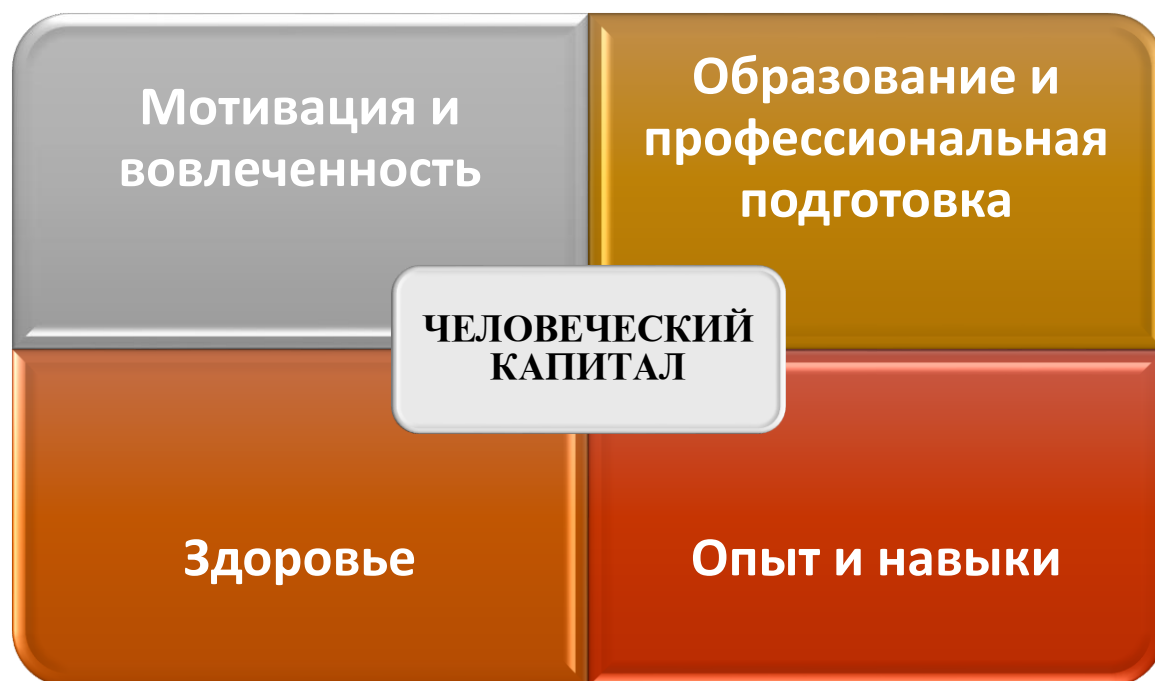 Мотивация и
вовлеченность
Образование и
профессиональная
подготовка
ЧЕЛОВЕЧЕСКИЙ
КАПИТАЛ
Здоровье
Опыт и навыки